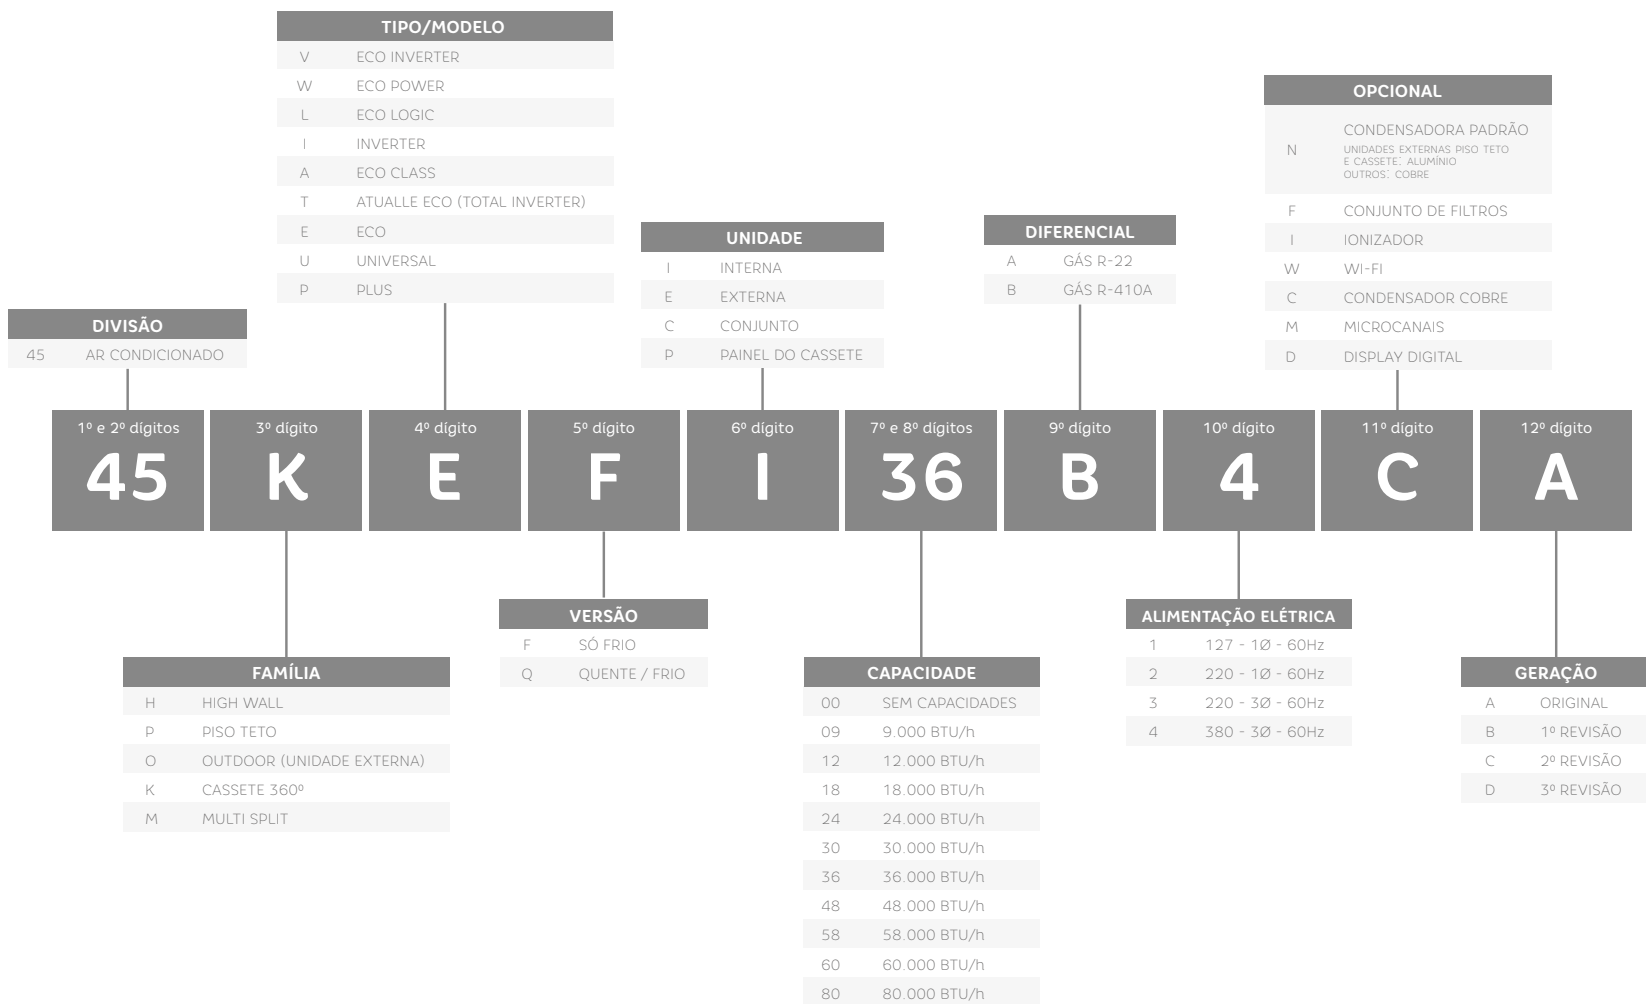 TIPO/MODELO
V ECO INVERTER
W ECO POWER
L ECO LOGIC
I INVERTER
A ECO CLASS
T ATUALLE ECO (TOTAL INVERTER)
E ECO
U UNIVERSAL
P PLUS
OPCIONAL
N CONDENSADORA PADRÃO
UNIDADES EXTERNAS PISO TETO
E CASSETE: ALUMÍNIO
OUTROS: COBRE
F CONJUNTO DE FILTROS
I IONIZADOR
W WI-FI
C CONDENSADOR COBRE
M MICROCANAIS
D DISPLAY DIGITAL
UNIDADE
I INTERNA
E EXTERNA
C CONJUNTO
P PAINEL DO CASSETE
DIFERENCIAL
A GÁS R-22
B GÁS R-410A
DIVISÃO
45 AR CONDICIONADO
1º e 2º dígitos
45
3º dígito
K
4º dígito
E
5º dígito
F
6º dígito
I
7º e 8º dígitos
36
9º dígito
B
10º dígito
4
11º dígito
C
12º dígito
A
FAMÍLIA
H HIGH WALL
P PISO TETO
O OUTDOOR (UNIDADE EXTERNA)
K CASSETE 360º
M MULTI SPLIT
VERSÃO
F SÓ FRIO
Q QUENTE / FRIO
CAPACIDADE
00 SEM CAPACIDADES
09 9.000 BTU/h
12 12.000 BTU/h
18 18.000 BTU/h
24 24.000 BTU/h
30 30.000 BTU/h
36 36.000 BTU/h
48 48.000 BTU/h
58 58.000 BTU/h
60 60.000 BTU/h
80 80.000 BTU/h
ALIMENTAÇÃO ELÉTRICA
1 127 - 1Ø - 60Hz
2 220 - 1Ø - 60Hz
3 220 - 3Ø - 60Hz
4 380 - 3Ø - 60Hz
GERAÇÃO
A ORIGINAL
B 1º REVISÃO
C 2º REVISÃO
D 3º REVISÃO